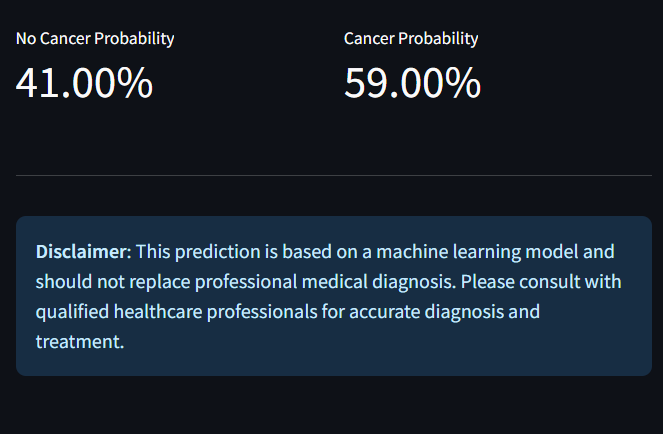 No Cancer Probability
41.00%
Cancer Probability
59.00%
Disclaimer: This prediction is based on a machine learning model and
should not replace professional medical diagnosis. Please consult with
qualified healthcare professionals for accurate diagnosis and
treatment.